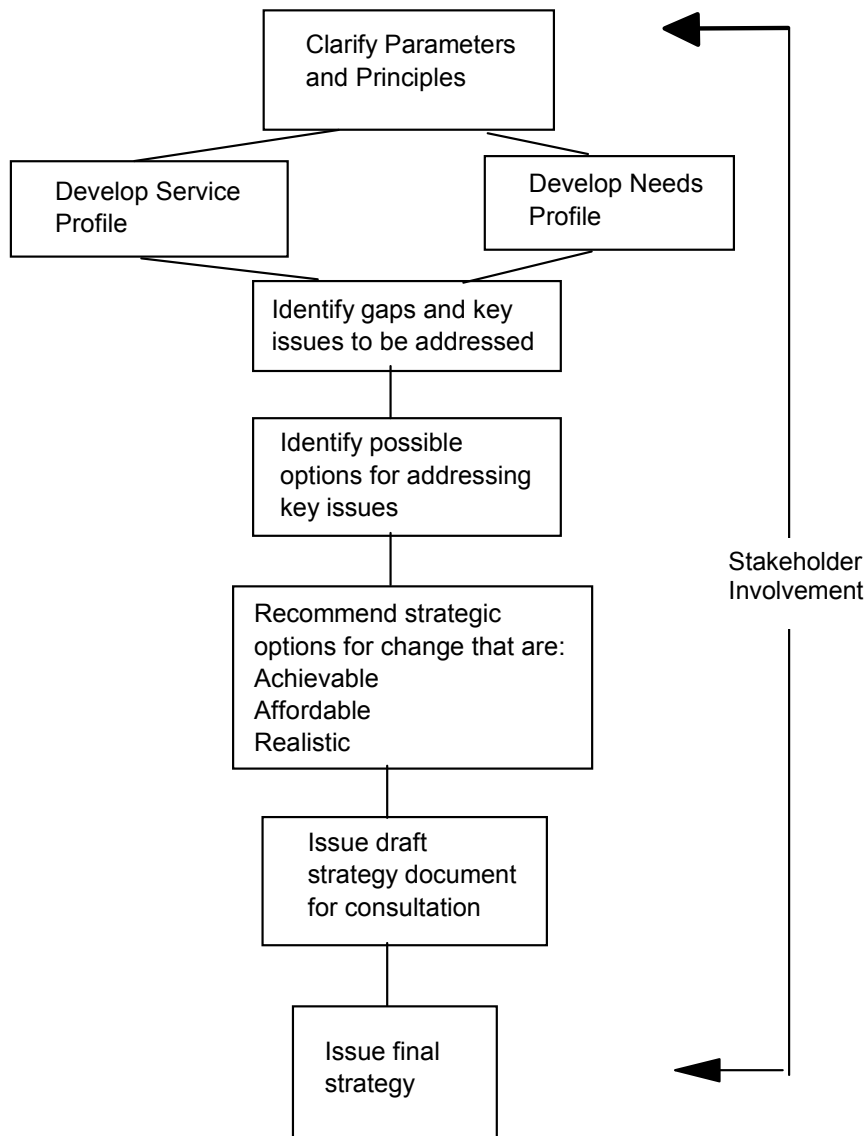 Clarify Parameters
and Principles
Develop Service
Profile
Develop Needs
Profile
Identify gaps and key
issues to be addressed
Identify possible
options for addressing
key issues
Stakeholder
Involvement
Recommend strategic
options for change that are:
Achievable
Affordable
Realistic
Issue draft
strategy document
for consultation
Issue final
strategy